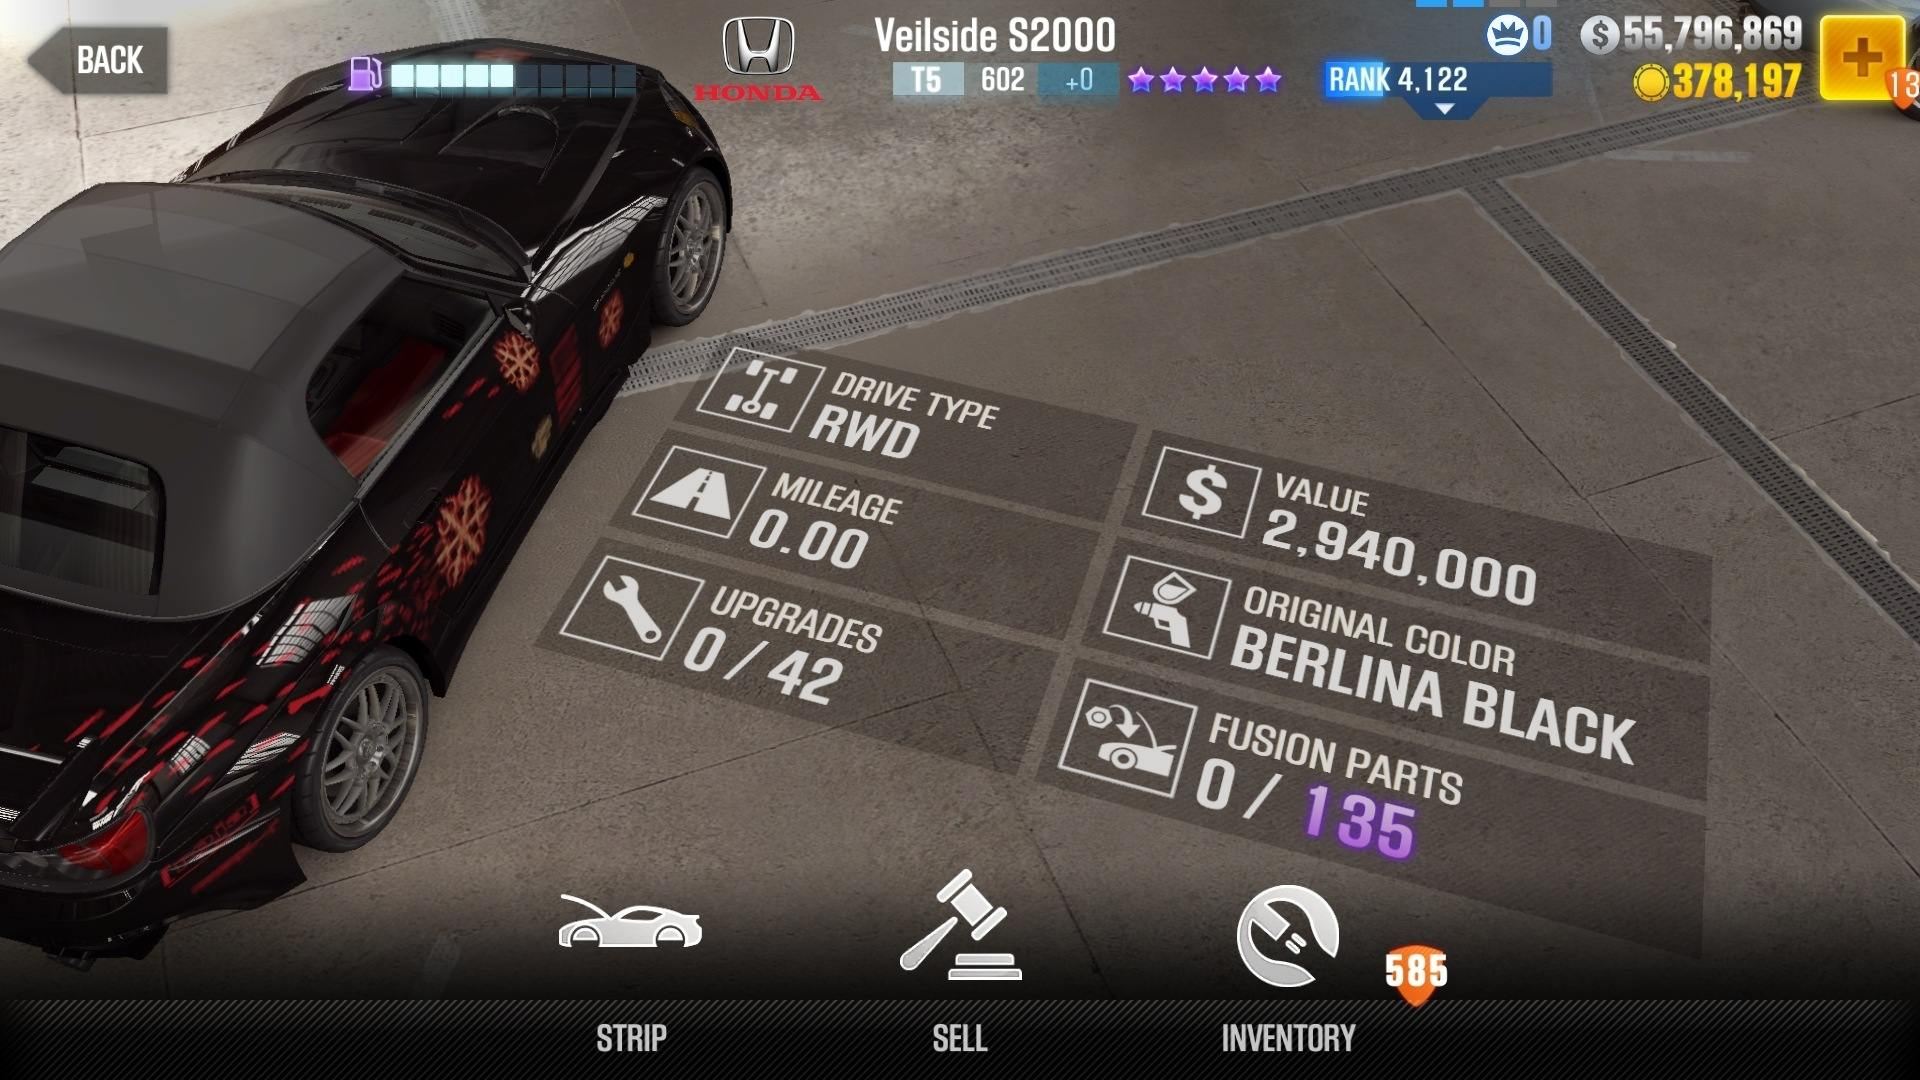 BACK
HONDA
Veilside S2000
T5 602 +0
RANK 4,122
0
$ 55,796,869
378,197
13
DRIVE TYPE
RWD
MILEAGE
0.00
UPGRADES
0/42
$ VALUE
2,940,000
ORIGINAL COLOR
BERLINA BLACK
FUSION PARTS
0/ 135
STRIP
SELL
INVENTORY
585